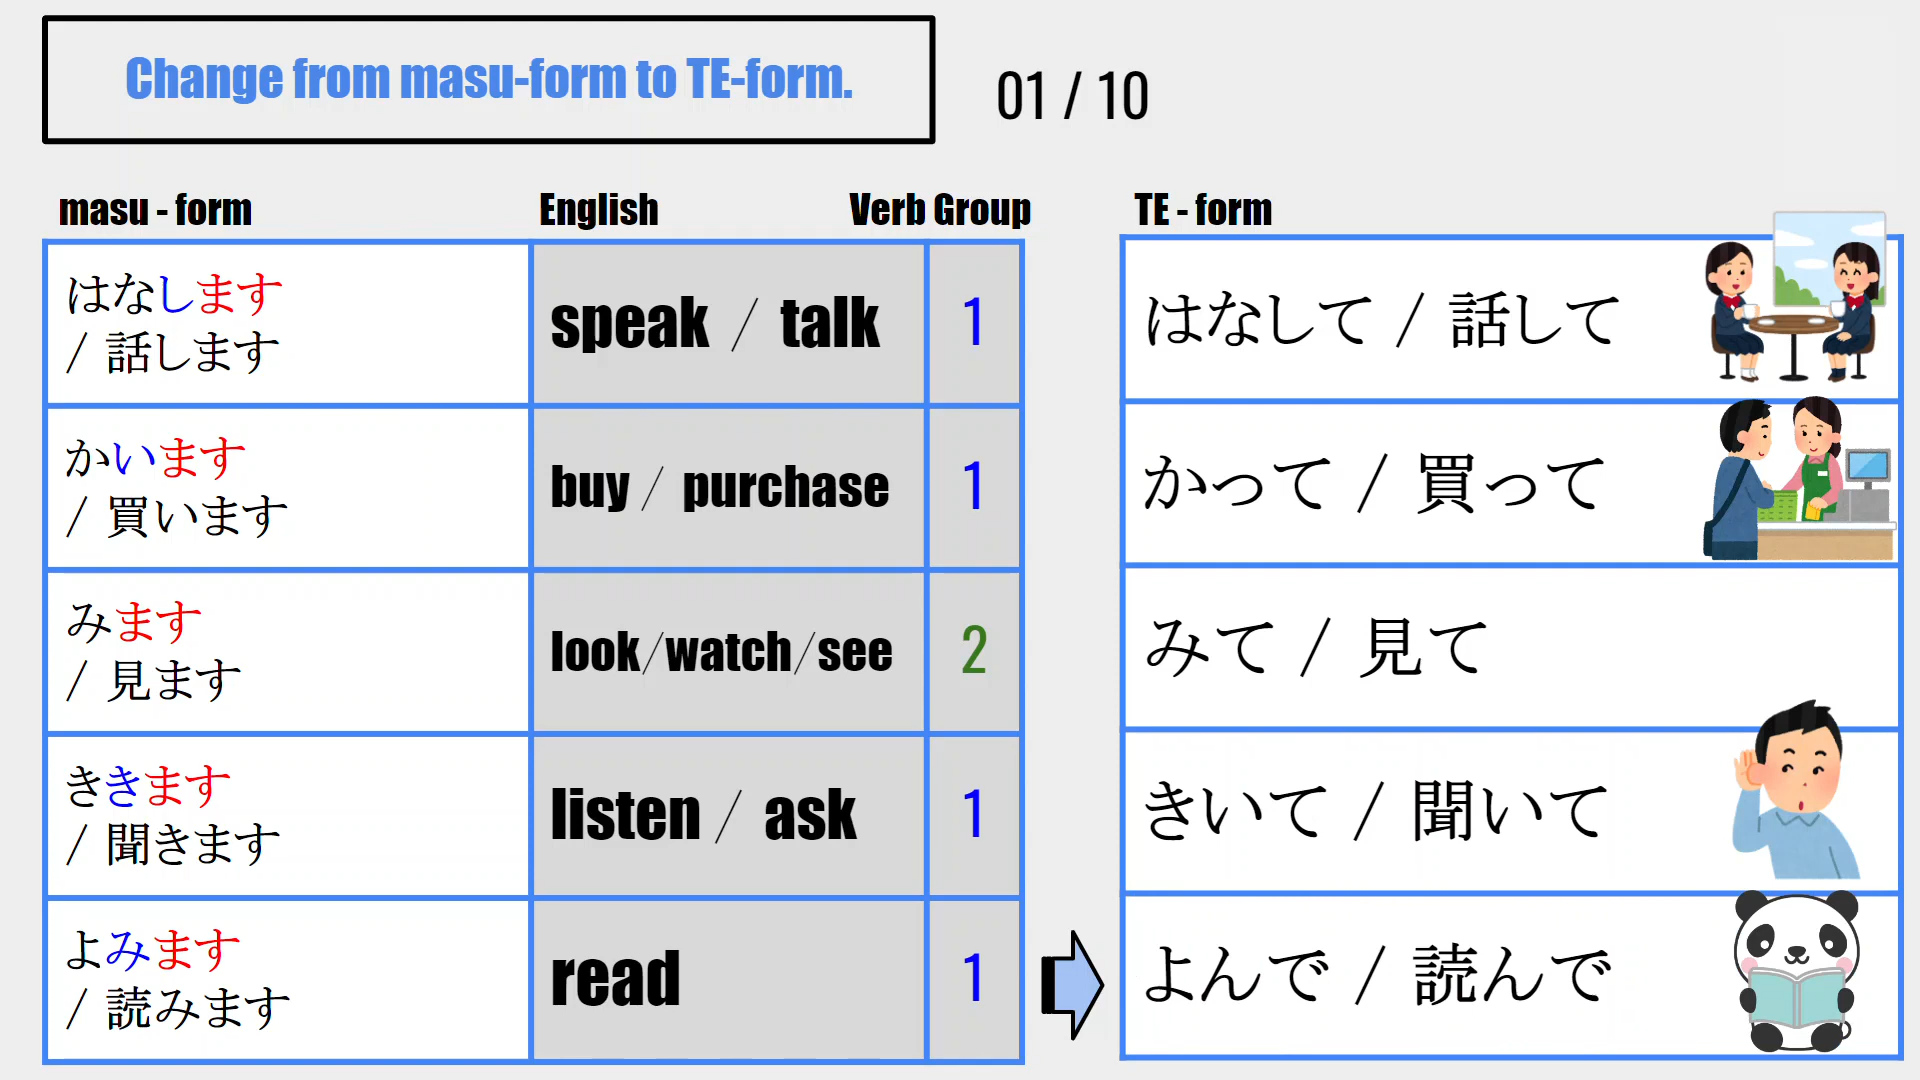 Change from masu-form to TE-form.
01 / 10
masu - form English Verb Group TE - form
はなします
/ 話します
speak / talk
1
はなして / 話して
かいます
/ 買います
buy / purchase
1
かって / 買って
みます
/ 見ます
look/watch/see
2
みて / 見て
ききます
/ 聞きます
listen / ask
1
きいて / 聞いて
よみます
/ 読みます
read
1
よんで / 読んで